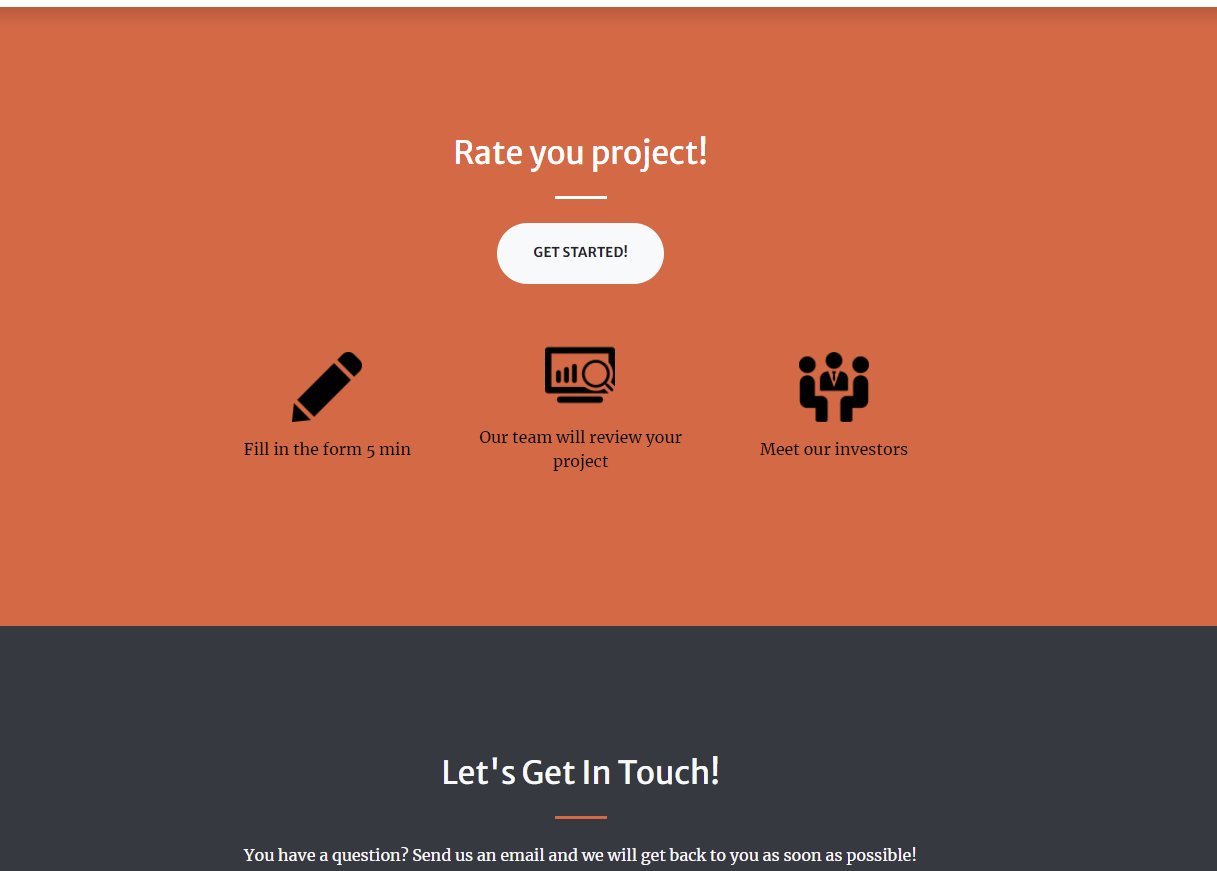 Rate you project!
GET STARTED!
Fill in the form 5 min
Our team will review your
project
Meet our investors
Let's Get In Touch!
You have a question? Send us an email and we will get back to you as soon as possible!